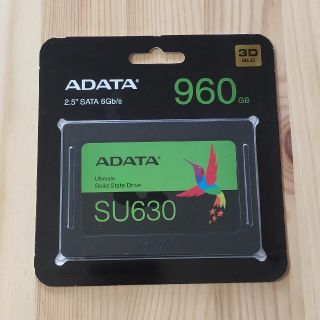 3D
QLC
ADATA
2.5" SATA 6Gb/s
960 GB
ADATA
Ultimate
Solid State Drive
SU630